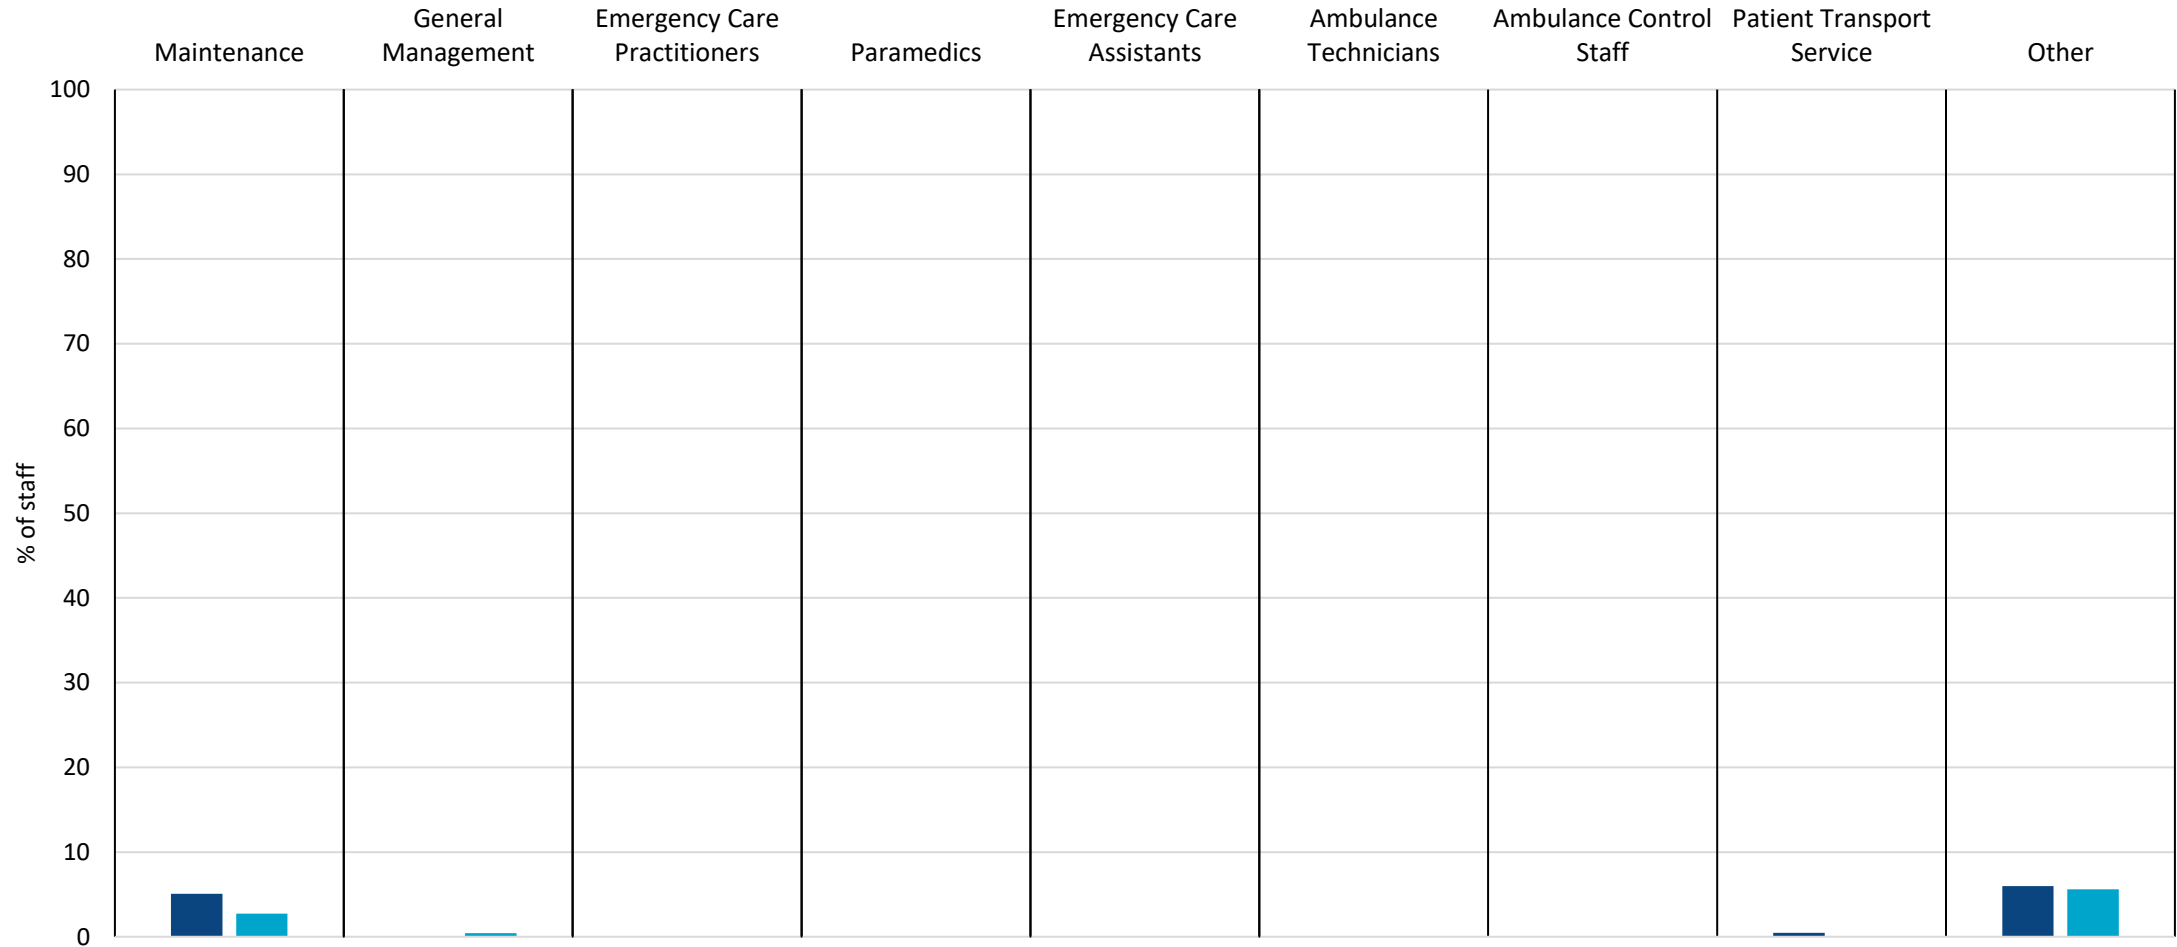 Maintenance
General
Management
Emergency Care
Practitioners
Paramedics
Emergency Care
Assistants
Ambulance
Technicians
Ambulance Control
Staff
Patient Transport
Service
Other
% of staff
100
90
80
70
60
50
40
30
20
10
0